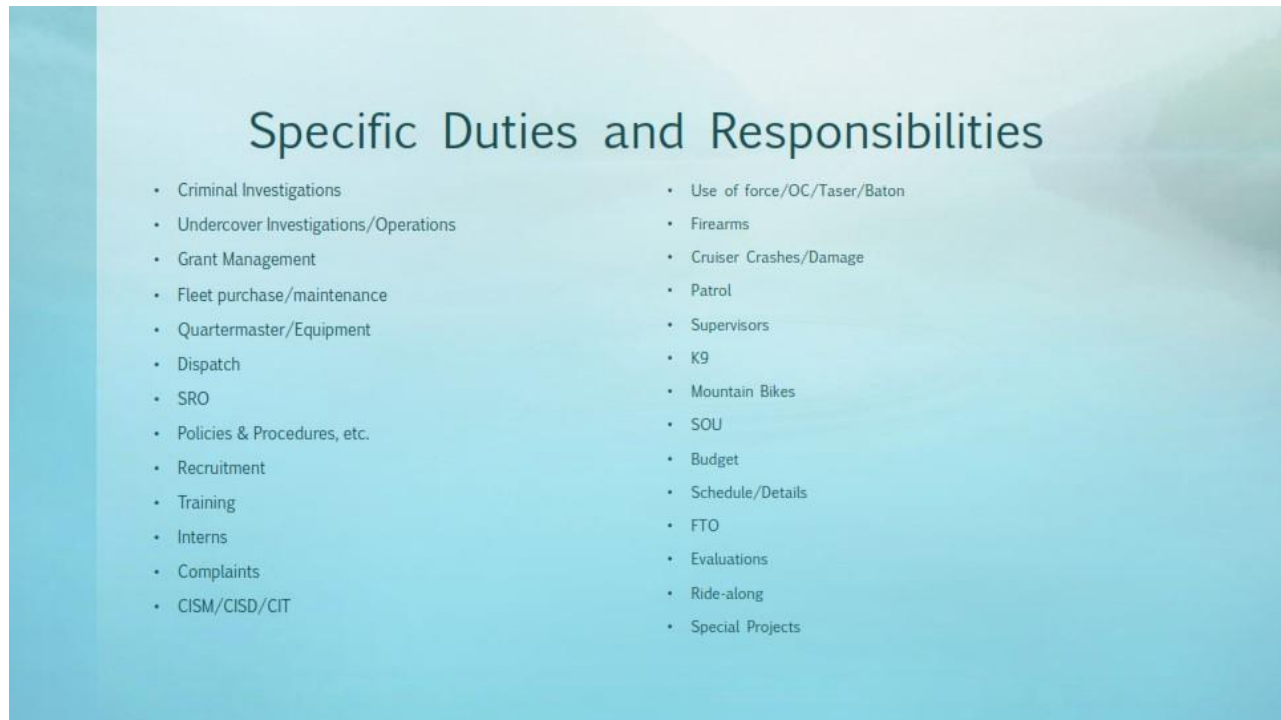 Specific Duties and Responsibilities
• Criminal Investigations
• Undercover Investigations/Operations
• Grant Management
• Fleet purchase/maintenance
• Quartermaster/Equipment
• Dispatch
• SRO
• Policies & Procedures, etc.
• Recruitment
• Training
• Interns
• Complaints
• CISM/CISD/CIT
• Use of force/OC/Taser/Baton
• Firearms
• Cruiser Crashes/Damage
• Patrol
• Supervisors
• K9
• Mountain Bikes
• SOU
• Budget
• Schedule/Details
• FTO
• Evaluations
• Ride-along
• Special Projects